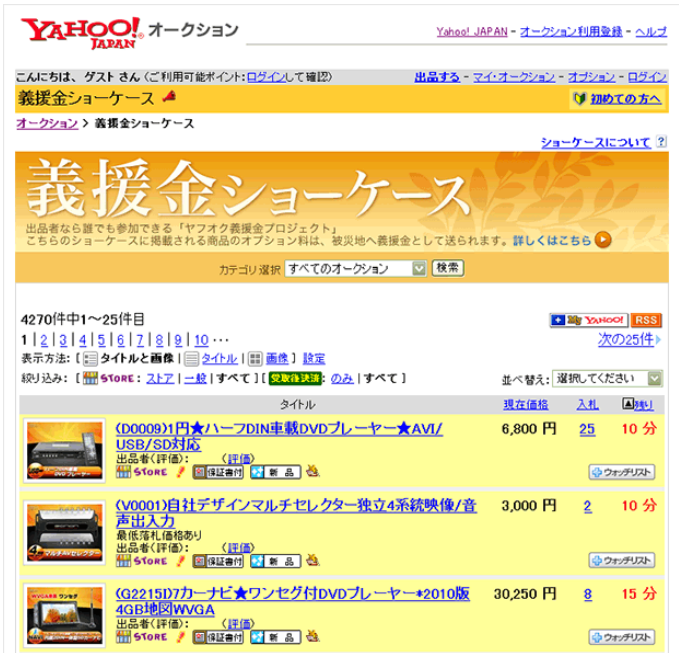 YAHOO! JAPAN オークション
Yahoo! JAPAN - オークション利用登録 - ヘルプ
こんにちは、ゲスト さん (ご利用可能ポイント:ログインして確認) 出品する - マイ・オークション - オプション - ログイン
義援金ショーケース 初めての方へ
オークション > 義援金ショーケース
ショーケースについて ?
義援金ショーケース
出品者なら誰でも参加できる「ヤフオク義援金プロジェクト」
こちらのショーケースに掲載される商品のオプション料は、被災地へ義援金として送られます。詳しくはこちら
カテゴリ選択 すべてのオークション 検索
4270件中1～25件目 + My YAHOO! RSS
1 | 2 | 3 | 4 | 5 | 6 | 7 | 8 | 9 | 10 … 次の25件
表示方法: [ タイトルと画像 | タイトル | 画像 ] 設定
絞り込み: [ STORE: ストア | 一般 | すべて ] [ 受取後決済: のみ | すべて ] 並べ替え: 選択してください
タイトル 現在価格 入札 残り
(D0009)1円★ハーフDIN車載DVDプレーヤー★AVI/ 6,800 円 25 10 分
USB/SD対応
出品者(評価): (評価)
STORE 保証書付 新品 ウォッチリスト
(V0001)自社デザインマルチセレクター独立4系統映像/音 3,000 円 2 10 分
声出入力
最低落札価格あり
出品者(評価): (評価)
マルチAVセレクター STORE 保証書付 新品 ウォッチリスト
(G2215I)7カーナビ★ワンセグ付DVDプレーヤー*2010版 30,250 円 8 15 分
4GB地図WVGA
出品者(評価): (評価)
STORE 保証書付 新品 ウォッチリスト